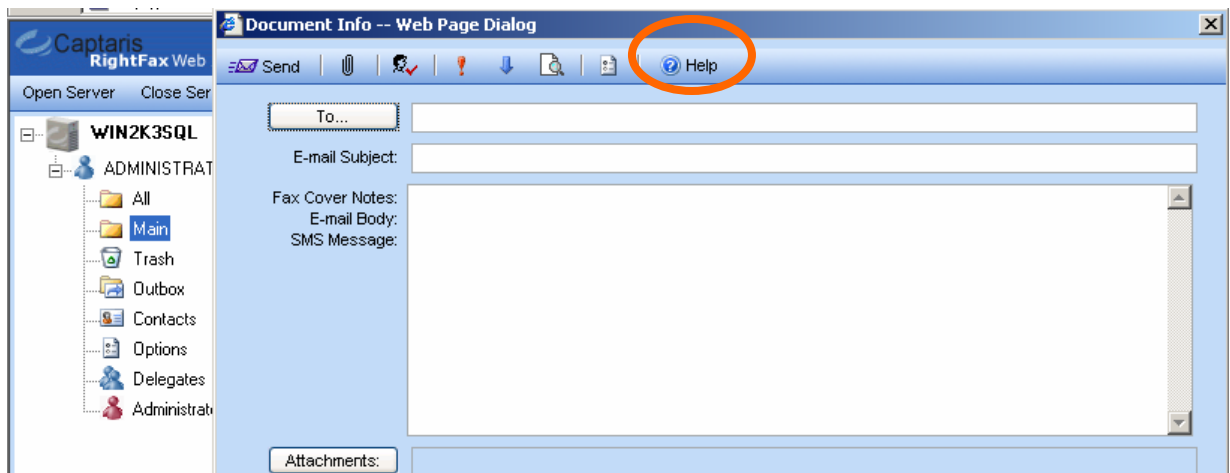 Document Info -- Web Page Dialog
Captaris
RightFax Web
Send
Help
Open Server Close Ser
To...
WIN2K3SQL
E-mail Subject:
ADMINISTRAT
All
Fax Cover Notes:
Main
E-mail Body:
SMS Message:
Trash
Outbox
Contacts
Options
Delegates
Administrat
Attachments: